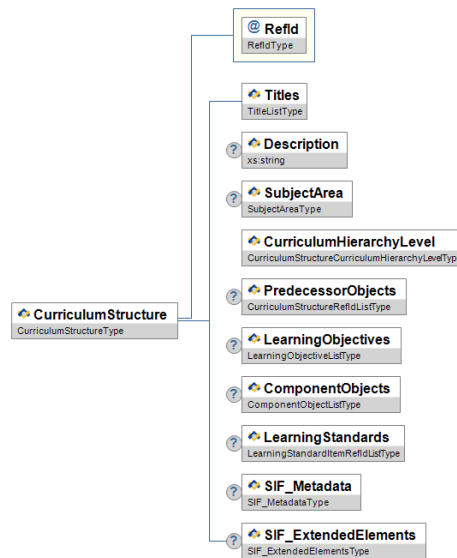 @ RefId
RefIdType
Titles
TitleListType
? Description
xs:string
? SubjectArea
SubjectAreaType
CurriculumHierarchyLevel
CurriculumStructureCurriculumHierarchyLevelTyp
CurriculumStructure
CurriculumStructureType
? PredecessorObjects
CurriculumStructureRefIdListType
? LearningObjectives
LearningObjectiveListType
? ComponentObjects
ComponentObjectListType
? LearningStandards
LearningStandardItemRefIdListType
? SIF_Metadata
SIF_MetadataType
? SIF_ExtendedElements
SIF_ExtendedElementsType